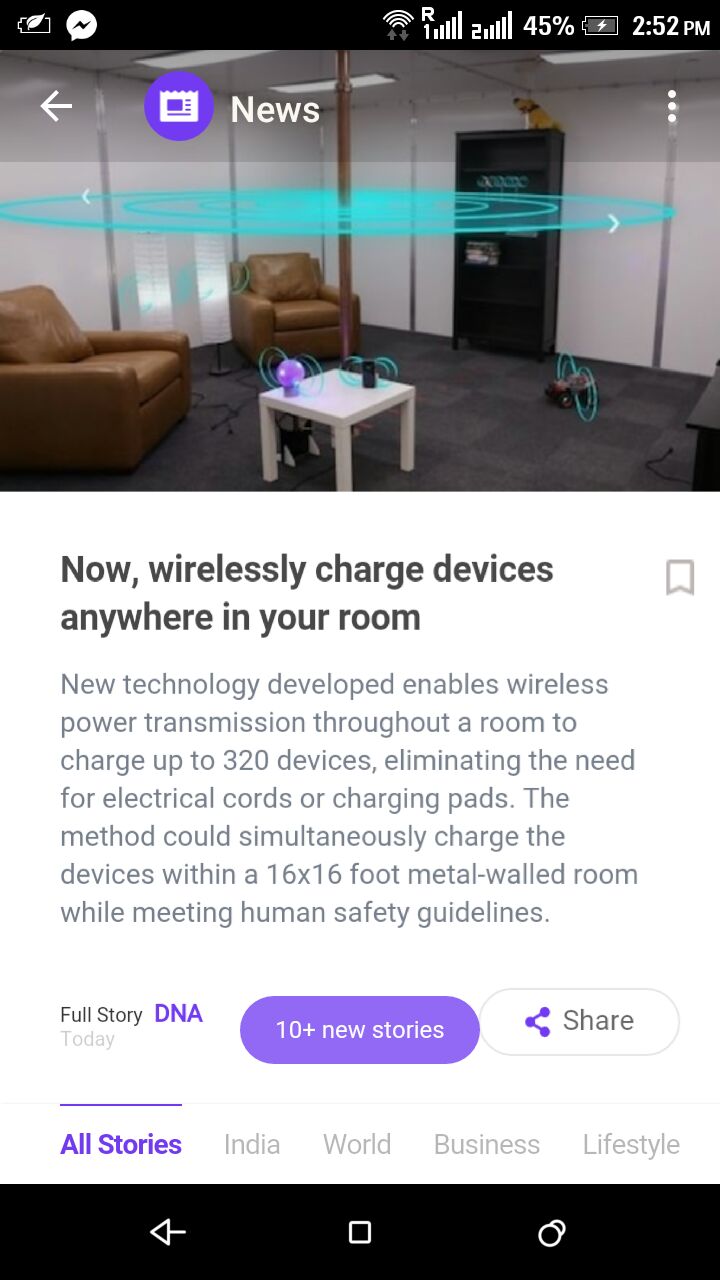 R
1 2 45% 2:52 PM
News
Now, wirelessly charge devices
anywhere in your room
New technology developed enables wireless
power transmission throughout a room to
charge up to 320 devices, eliminating the need
for electrical cords or charging pads. The
method could simultaneously charge the
devices within a 16x16 foot metal-walled room
while meeting human safety guidelines.
Full Story DNA
Today
10+ new stories
Share
All Stories India World Business Lifestyle